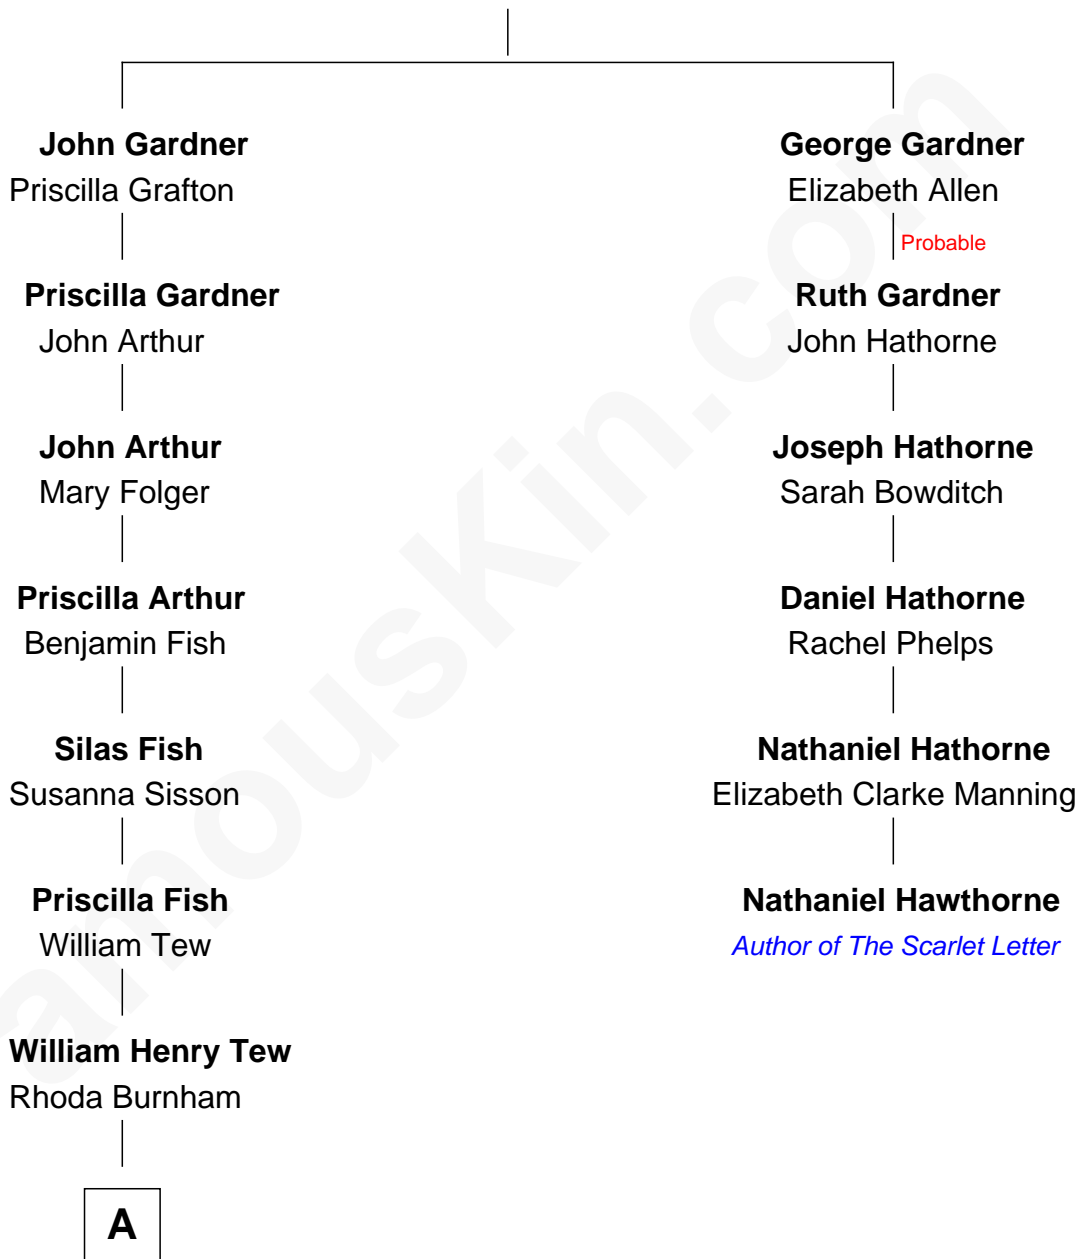 John Gardner
Priscilla Grafton
Priscilla Gardner
John Arthur
John Arthur
Mary Folger
Priscilla Arthur
Benjamin Fish
Silas Fish
Susanna Sisson
Priscilla Fish
William Tew
William Henry Tew
Rhoda Burnham
A
George Gardner
Elizabeth Allen
Probable
Ruth Gardner
John Hathorne
Joseph Hathorne
Sarah Bowditch
Daniel Hathorne
Rachel Phelps
Nathaniel Hathorne
Elizabeth Clarke Manning
Nathaniel Hawthorne
Author of The Scarlet Letter
amouskin.com